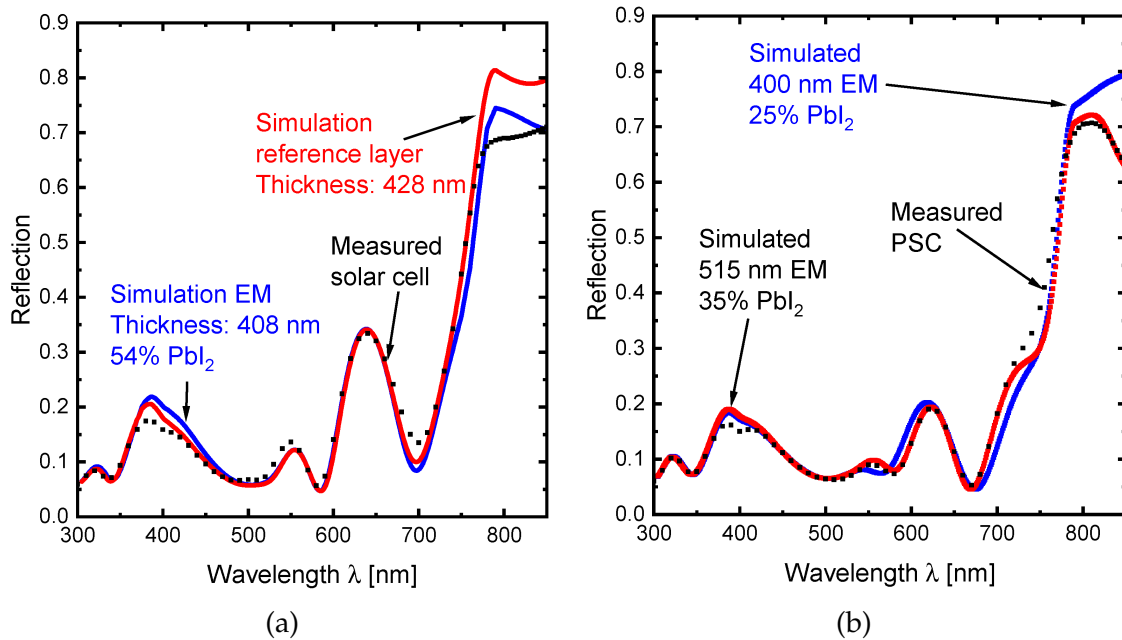 (a)
0.9
0.8
0.7
0.6
0.5
0.4
0.3
0.2
0.1
0.0
Reflection
Simulation
reference layer
Thickness: 428 nm
Measured
solar cell
Simulation EM
Thickness: 408 nm
54% PbI₂
300 400 500 600 700 800
Wavelength λ [nm]
(b)
0.9
0.8
0.7
0.6
0.5
0.4
0.3
0.2
0.1
0.0
Reflection
Simulated
400 nm EM
25% PbI₂
Measured
PSC
Simulated
515 nm EM
35% PbI₂
300 400 500 600 700 800
Wavelength λ [nm]